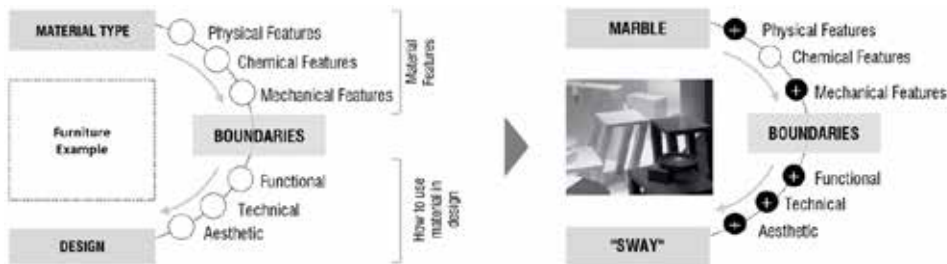 MATERIAL TYPE
Physical Features
Chemical Features
Mechanical Features
Material
Features
Furniture
Example
BOUNDARIES
Functional
Technical
Aesthetic
How to use
material in
design
DESIGN
MARBLE
Physical Features
Chemical Features
Mechanical Features
BOUNDARIES
Functional
Technical
Aesthetic
"SWAY"